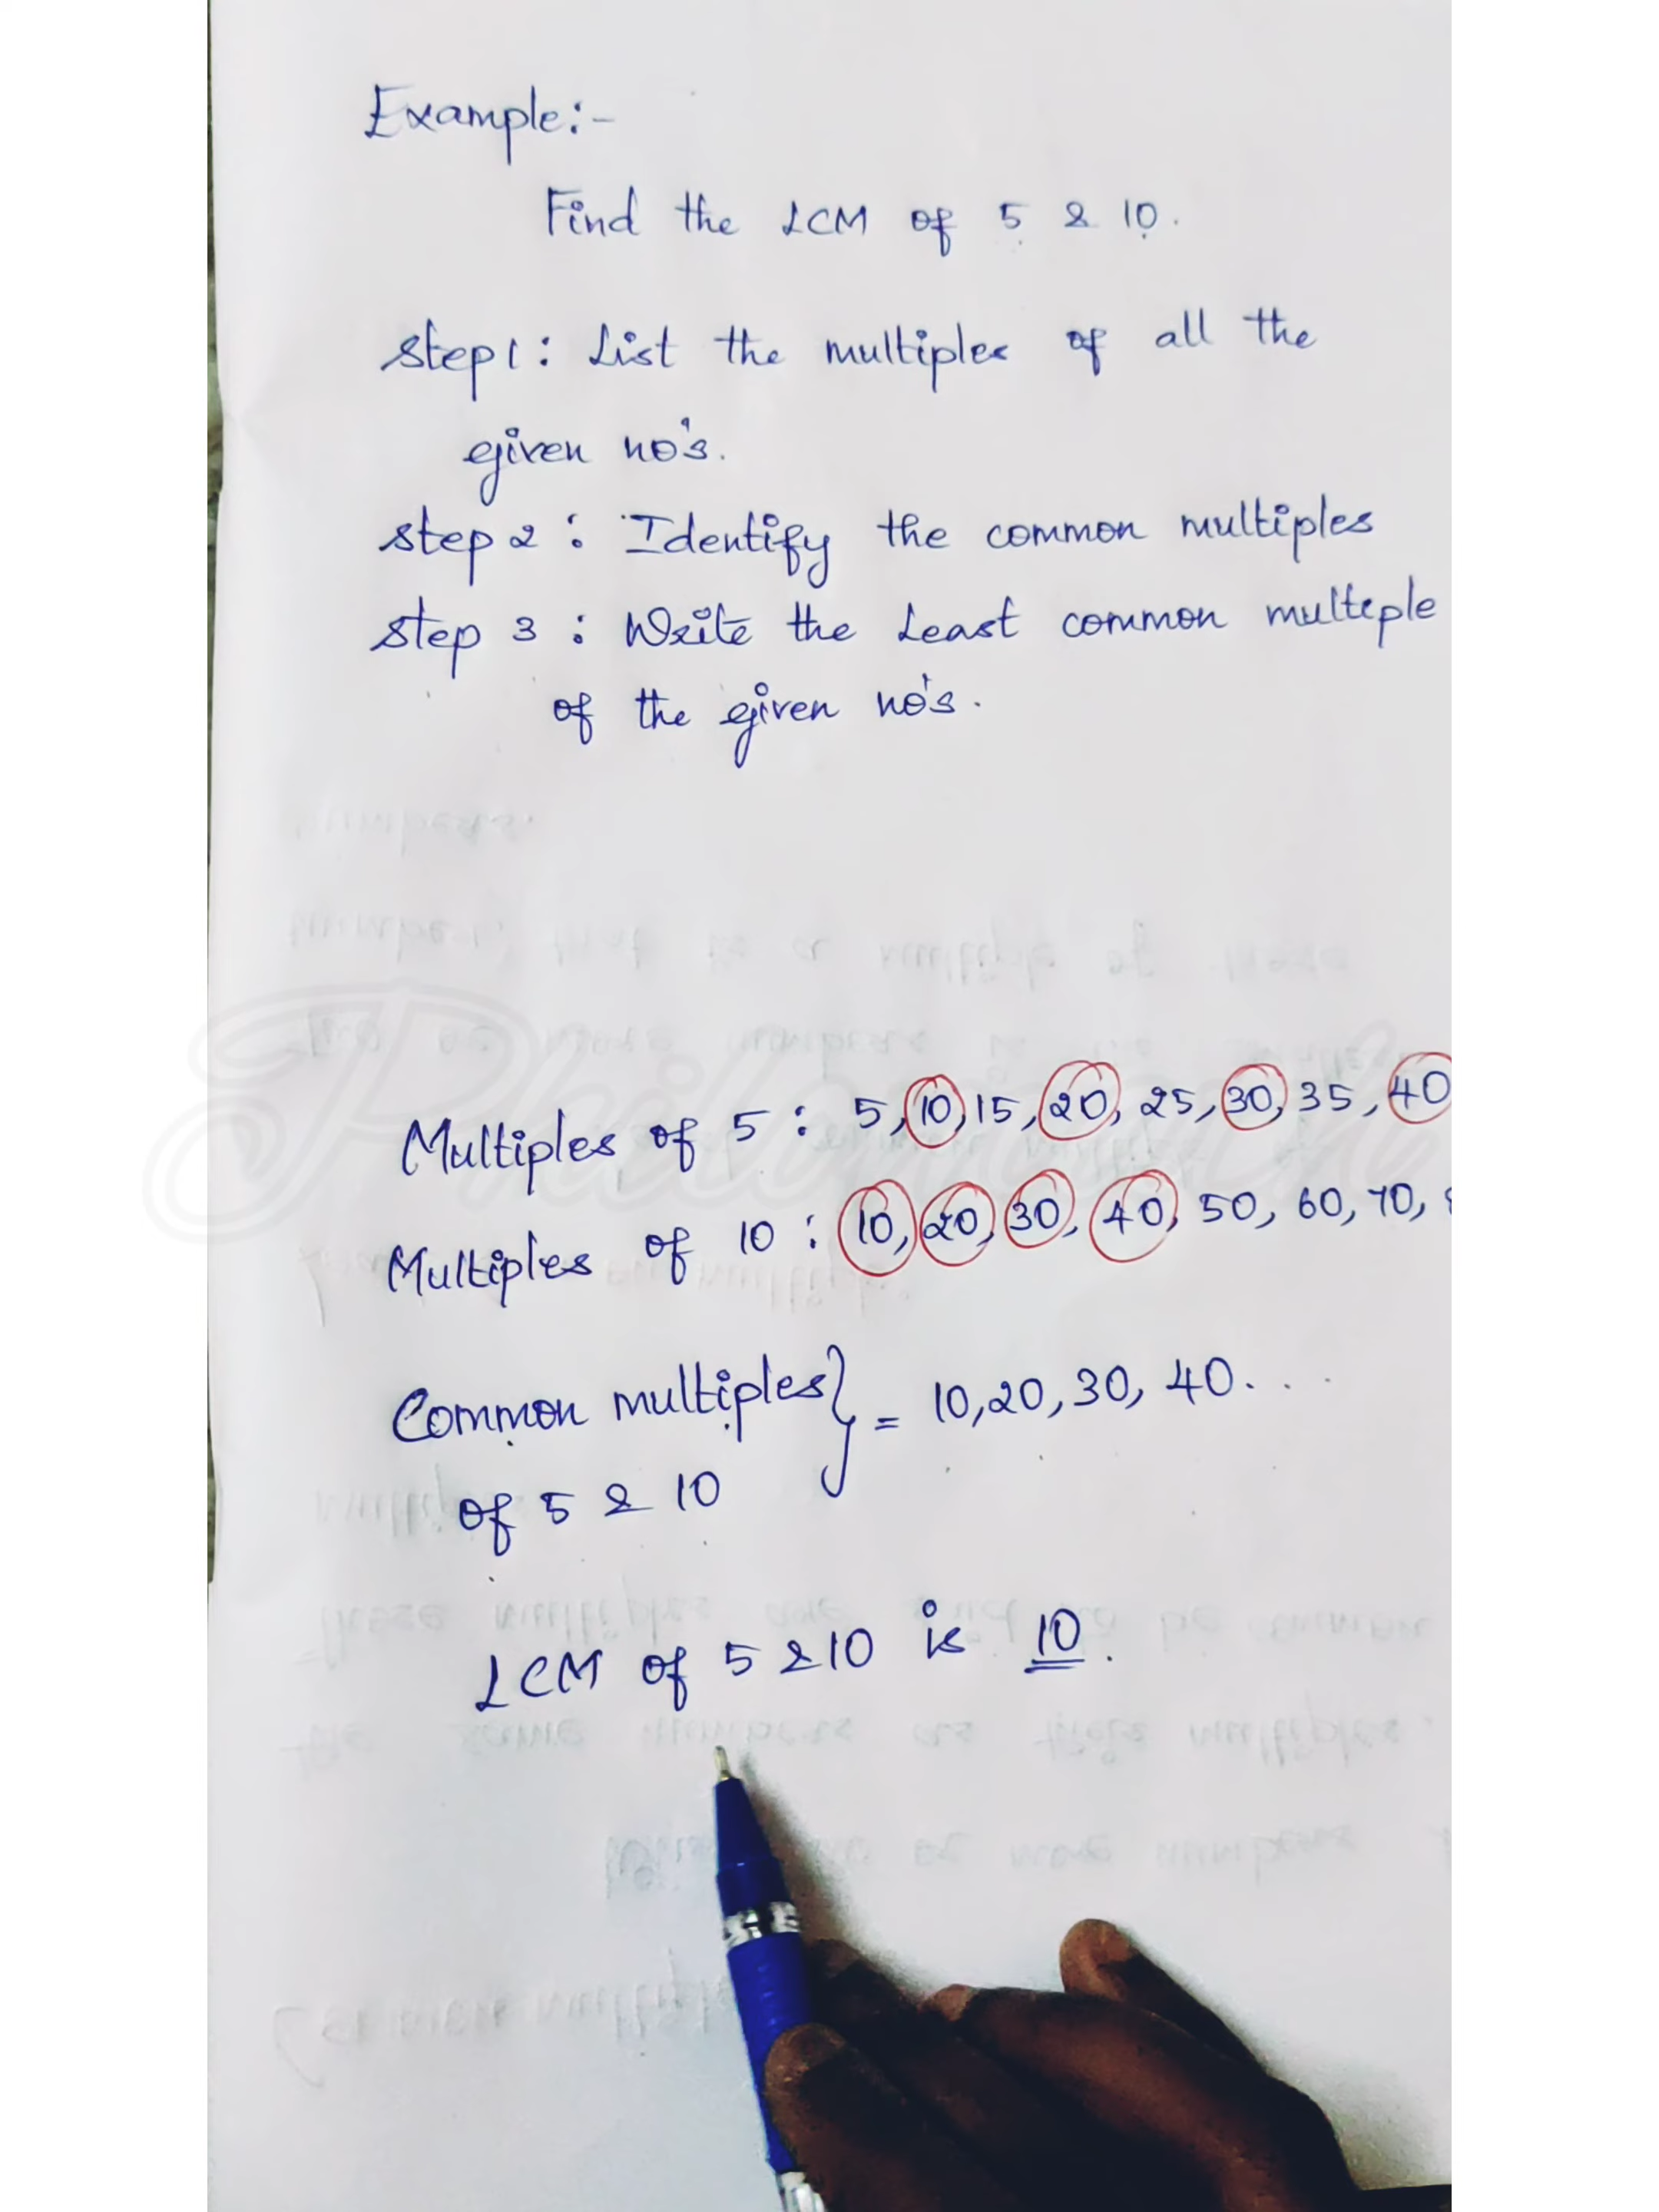 Example:-
Find the LCM of 5 & 10.
Step 1: List the multiples of all the
given no's.
Step 2: Identify the common multiples
Step 3: Write the Least common multiple
of the given no's.
Multiples of 5: 5, 10, 15, 20, 25, 30, 35, 40
Multiples of 10: 10, 20, 30, 40, 50, 60, 70,
Common multiples} = 10, 20, 30, 40...
of 5 & 10
LCM of 5 & 10 is 10.